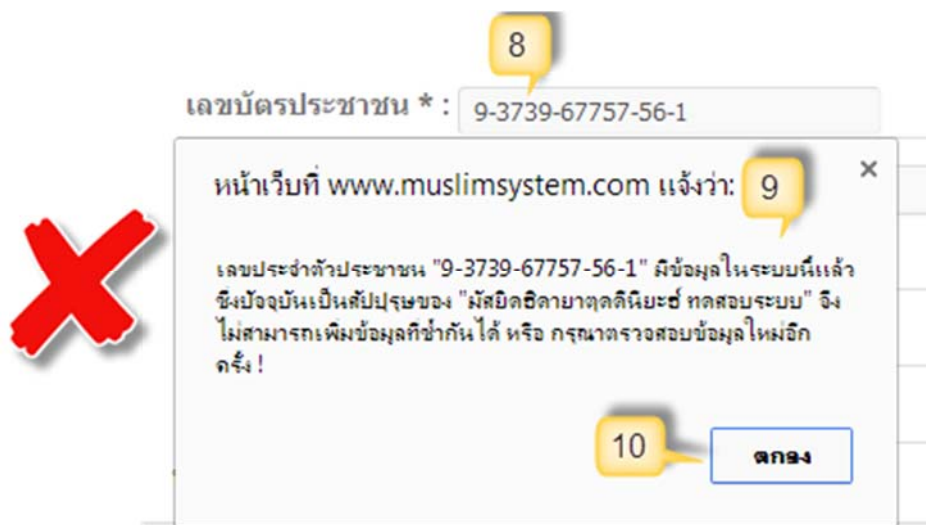 8
เลขบัตรประชาชน * : 9-3739-67757-56-1
หน้าเว็บที่ www.muslimsystem.com แจ้งว่า: 9 ×
เลขประจำตัวประชาชน "9-3739-67757-56-1" มีข้อมูลในระบบนี้แล้ว
ซึ่งปัจจุบันเป็นสัปปุรุษของ "มัสยิดฮิดายาตุดดีนิยะฮ์ ทดสอบระบบ" จึง
ไม่สามารถเพิ่มข้อมูลที่ซ้ำกันได้ หรือ กรุณาตรวจสอบข้อมูลใหม่อีก
ครั้ง !
10 ตกลง